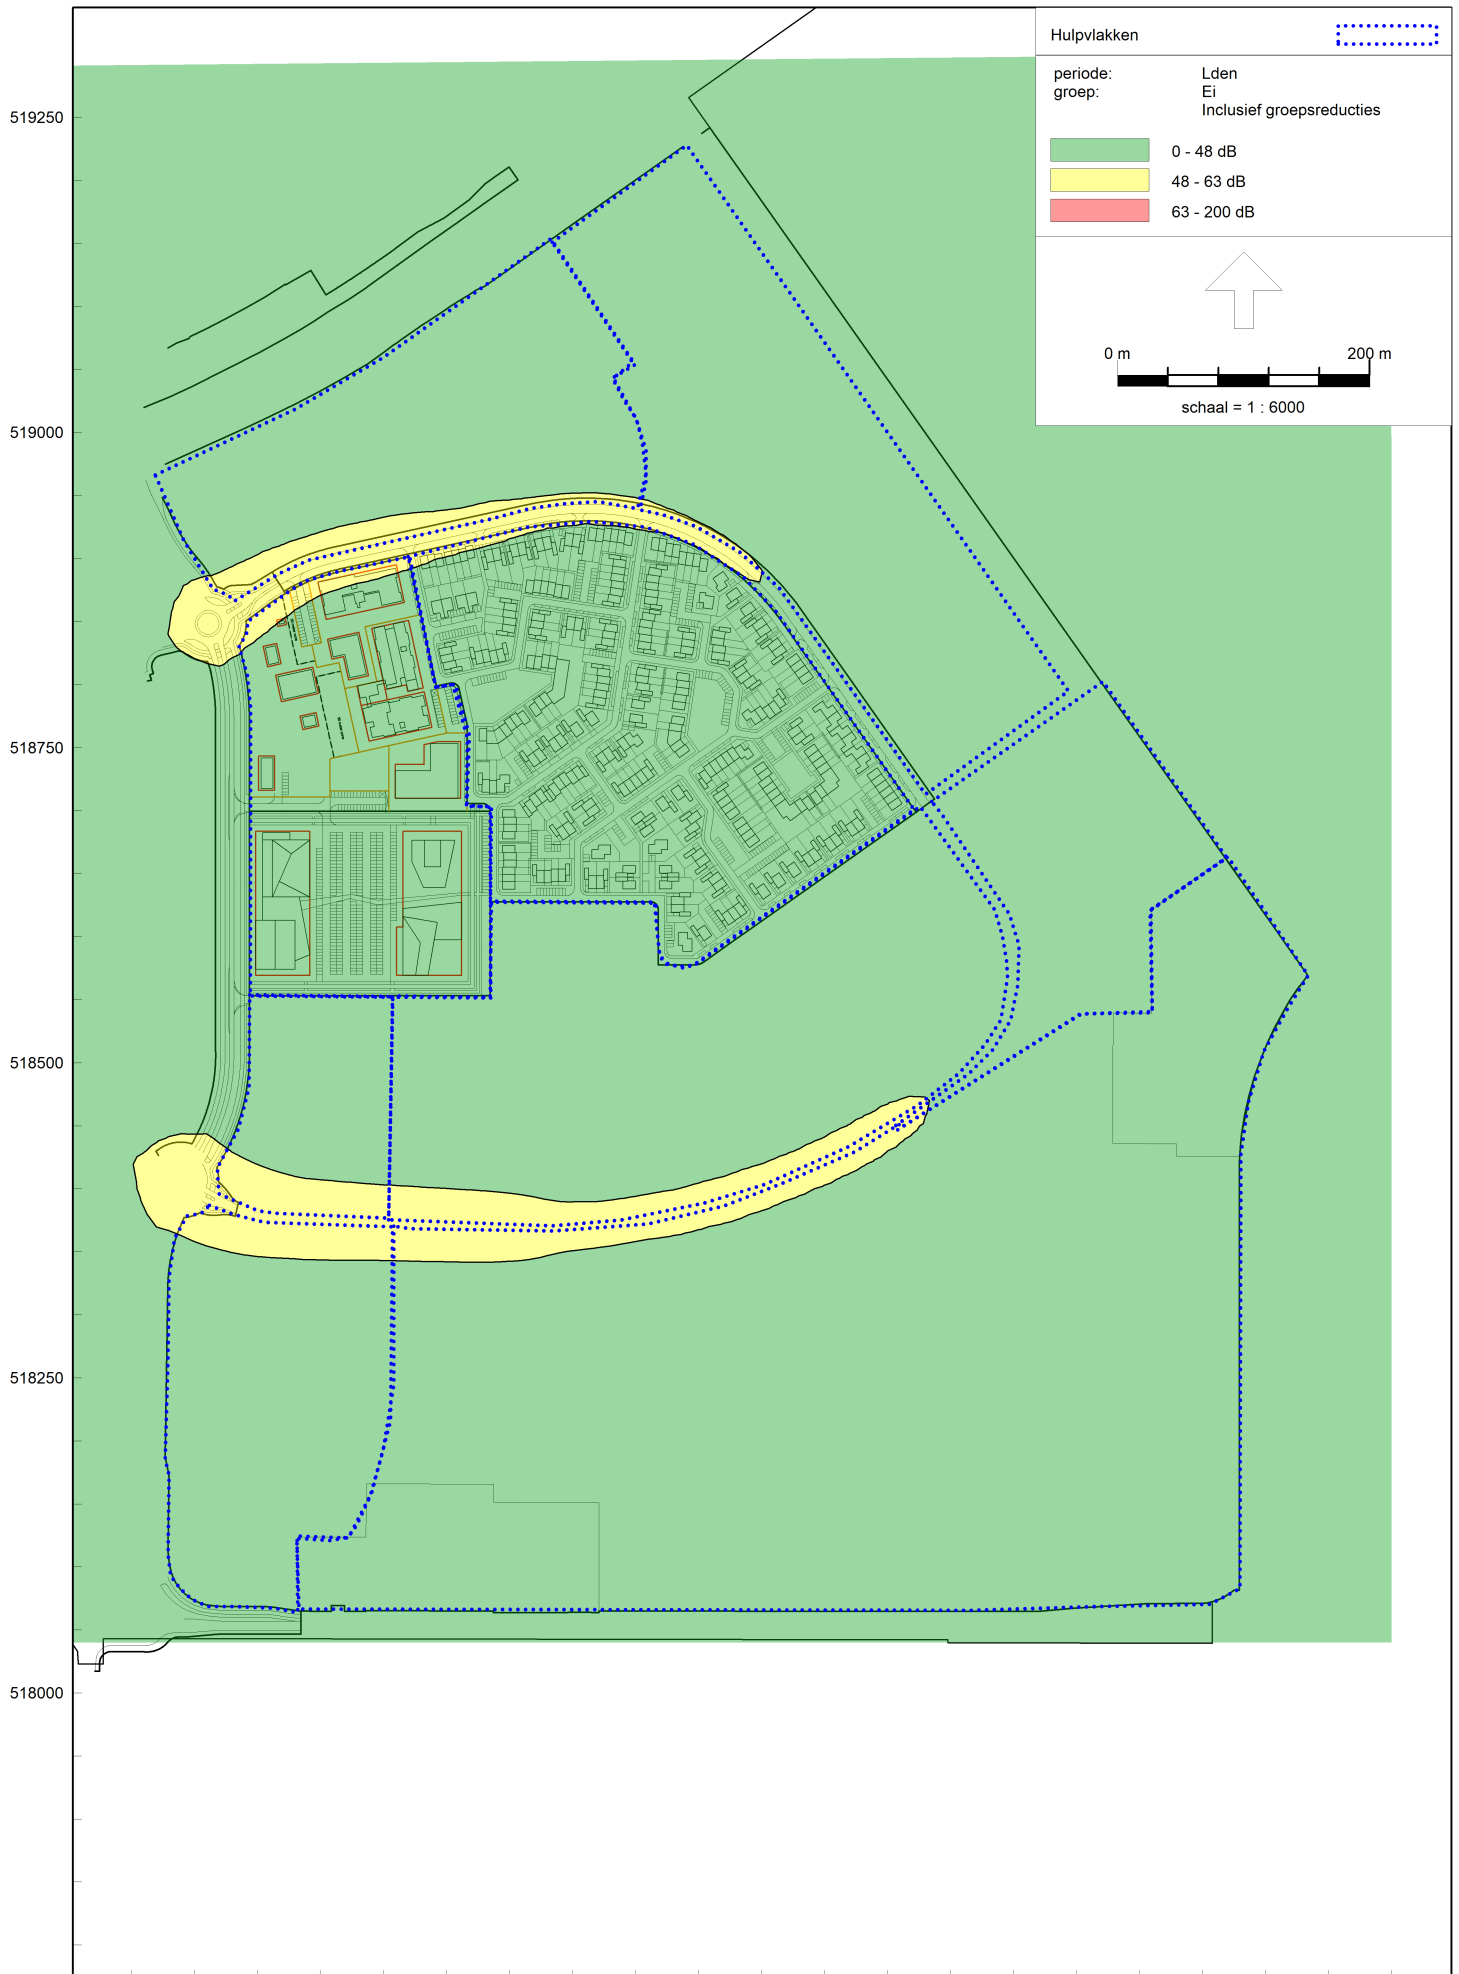 Hulpvlakken
periode: Lden
groep: Ei
Inclusief groepsreducties
0 - 48 dB
48 - 63 dB
63 - 200 dB
0 m 200 m
schaal = 1 : 6000
519250
519000
518750
518500
518250
518000